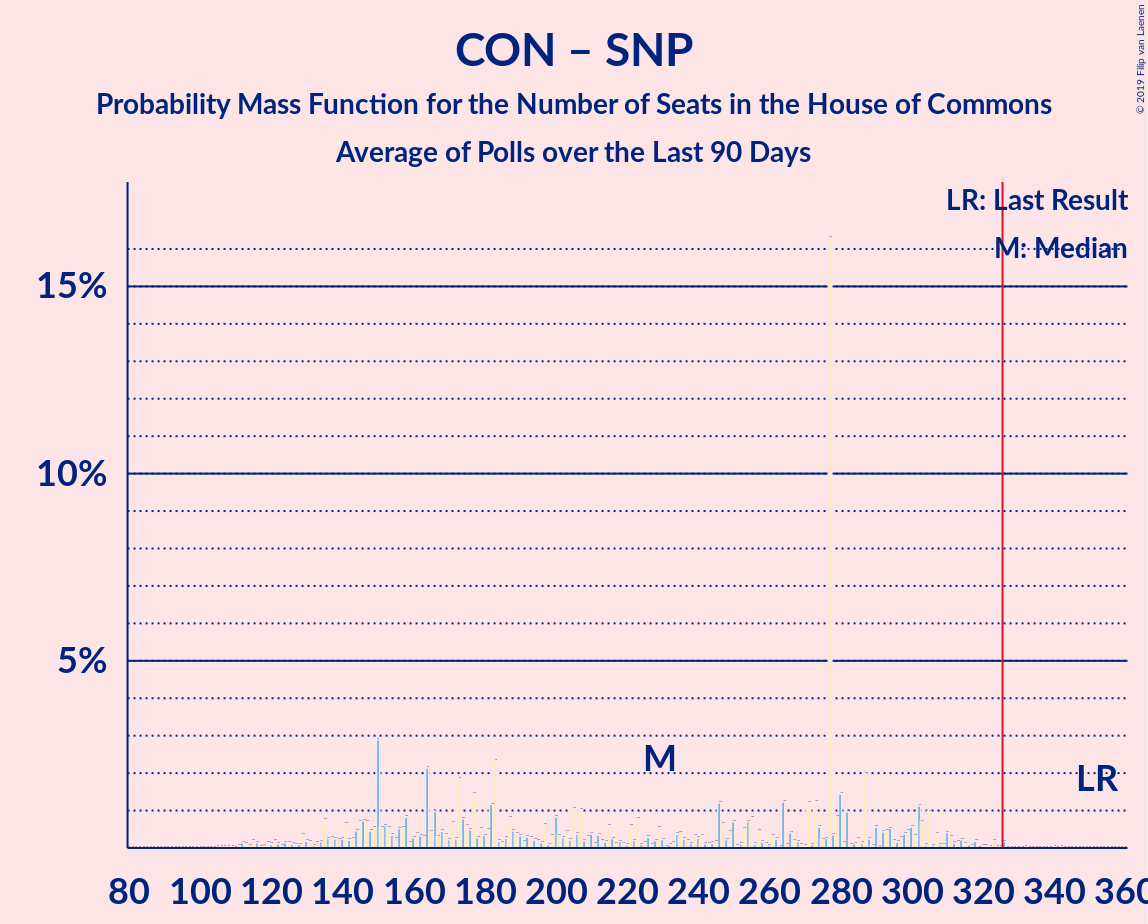 CON – SNP
Probability Mass Function for the Number of Seats in the House of Commons
Average of Polls over the Last 90 Days
© 2019 Filip van Laenen
LR: Last Result
M: Median
15%
10%
5%
M
LR
80 100 120 140 160 180 200 220 240 260 280 300 320 340 360